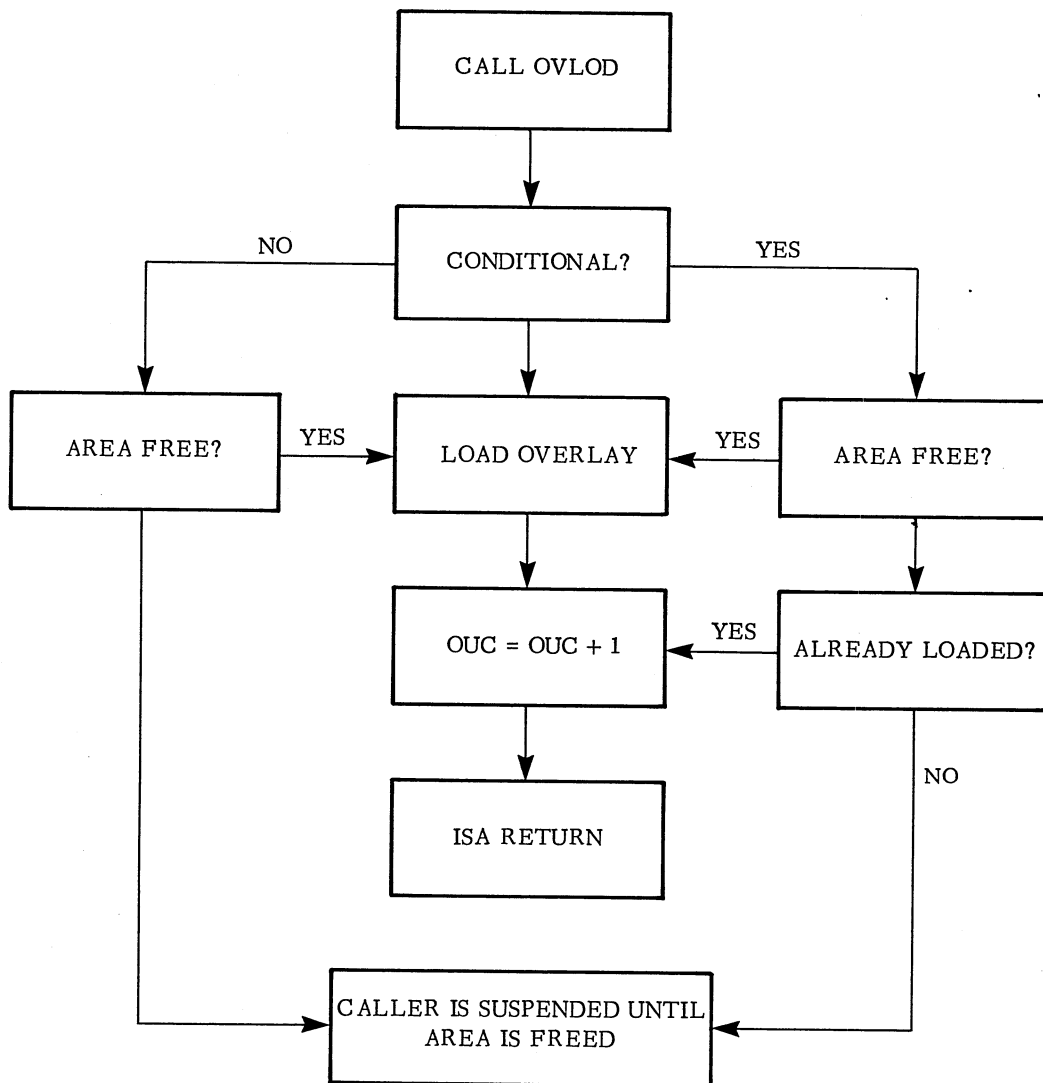 CALL OVLOD
NO
CONDITIONAL?
YES
AREA FREE?
YES
LOAD OVERLAY
YES
AREA FREE?
OUC = OUC + 1
YES
ALREADY LOADED?
ISA RETURN
NO
CALLER IS SUSPENDED UNTIL
AREA IS FREED